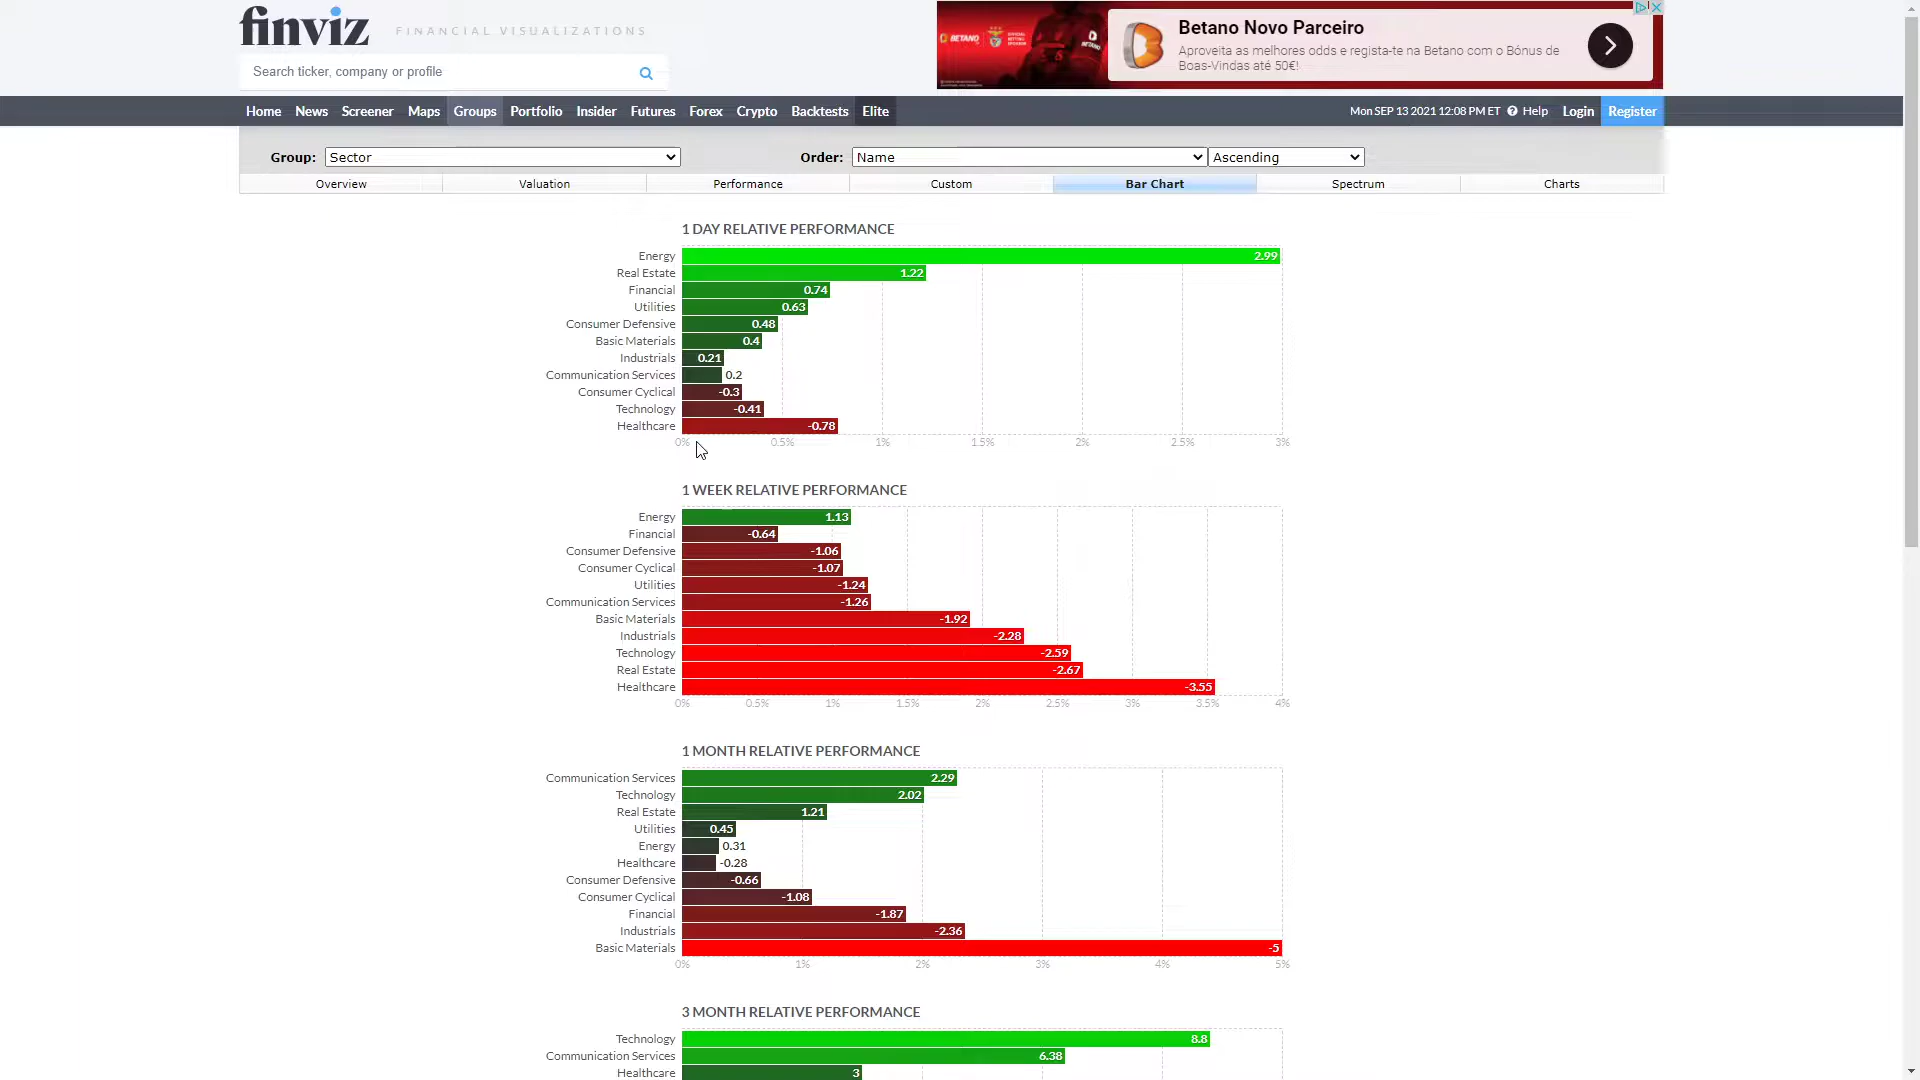 finviz
FINANCIAL VISUALIZATIONS
BETANO
BETANO
Betano Novo Parceiro
Aproveita as melhores odds e regista-te na Betano com o Bónus de
Boas-Vindas até 50€!
Search ticker, company or profile
Home News Screener Maps Groups Portfolio Insider Futures Forex Crypto Backtests Elite
Mon SEP 13 2021 12:08 PM ET Help Login Register
Group: Sector Order: Name Ascending
Overview Valuation Performance Custom Bar Chart Spectrum Charts
1 DAY RELATIVE PERFORMANCE
Energy 2.99
Real Estate 1.22
Financial 0.74
Utilities 0.63
Consumer Defensive 0.48
Basic Materials 0.4
Industrials 0.21
Communication Services 0.2
Consumer Cyclical -0.3
Technology -0.41
Healthcare -0.78
0% 0.5% 1% 1.5% 2% 2.5% 3%
1 WEEK RELATIVE PERFORMANCE
Energy 1.13
Financial -0.64
Consumer Defensive -1.06
Consumer Cyclical -1.07
Utilities -1.24
Communication Services -1.26
Basic Materials -1.92
Industrials -2.28
Technology -2.59
Real Estate -2.67
Healthcare -3.55
0% 0.5% 1% 1.5% 2% 2.5% 3% 3.5% 4%
1 MONTH RELATIVE PERFORMANCE
Communication Services 2.29
Technology 2.02
Real Estate 1.21
Utilities 0.45
Energy 0.31
Healthcare -0.28
Consumer Defensive -0.66
Consumer Cyclical -1.08
Financial -1.87
Industrials -2.36
Basic Materials -5
0% 1% 2% 3% 4% 5%
3 MONTH RELATIVE PERFORMANCE
Technology 8.8
Communication Services 6.38
Healthcare 3